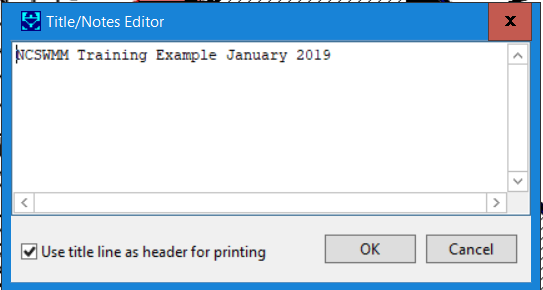 Title/Notes Editor
x
NCSWMM Training Example January 2019
Use title line as header for printing
OK
Cancel